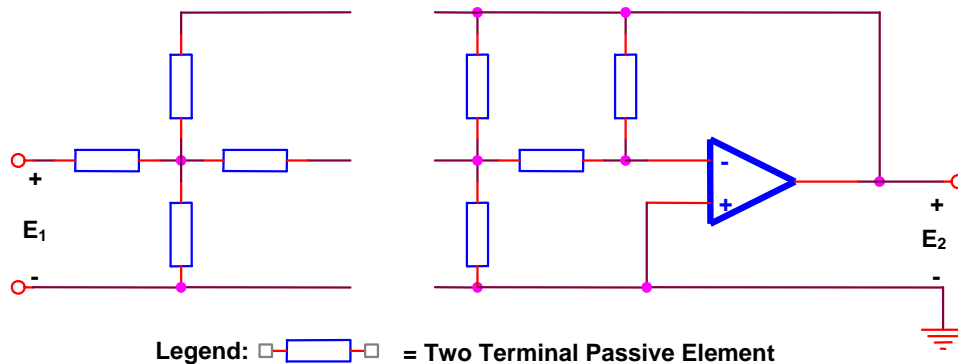 -
+
+
+
E₁
E₂
-
-
Legend:
= Two Terminal Passive Element